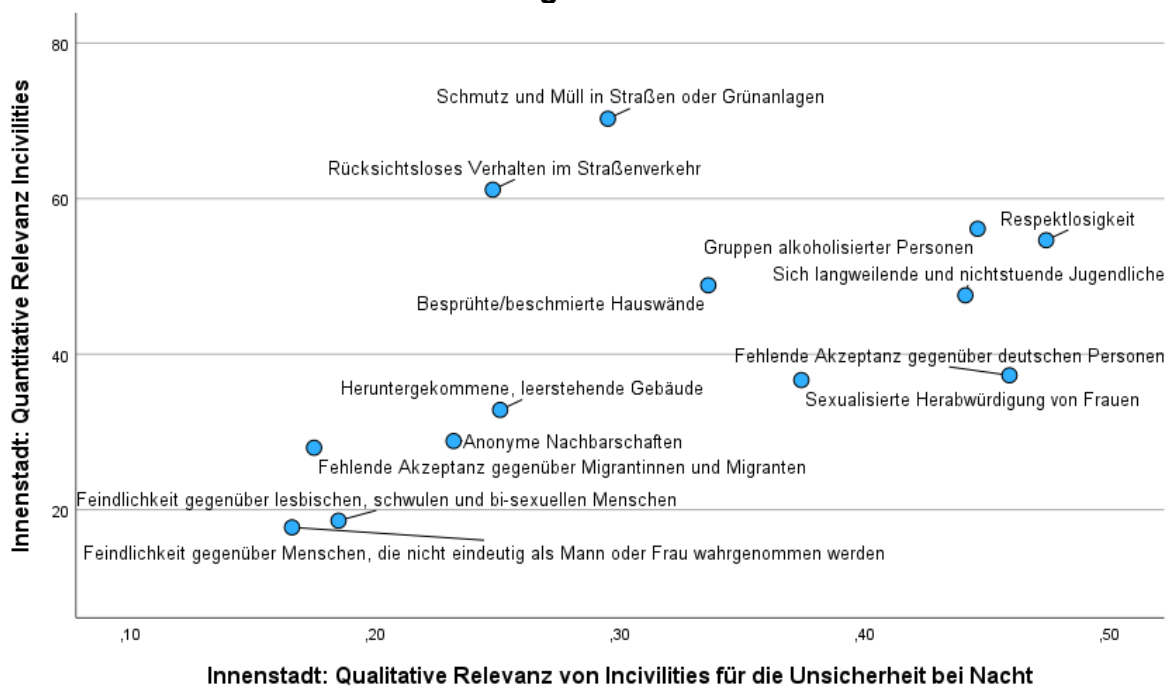 80
Schmutz und Müll in Straßen oder Grünanlagen
Rücksichtsloses Verhalten im Straßenverkehr
60
Respektlosigkeit
Gruppen alkoholisierter Personen
Sich langweilende und nichtstuende Jugendliche
Besprühte/beschmierte Hauswände
40
Fehlende Akzeptanz gegenüber deutschen Personen
Heruntergekommene, leerstehende Gebäude
Sexualisierte Herabwürdigung von Frauen
Anonyme Nachbarschaften
Fehlende Akzeptanz gegenüber Migrantinnen und Migranten
Feindlichkeit gegenüber lesbischen, schwulen und bi-sexuellen Menschen
20
Feindlichkeit gegenüber Menschen, die nicht eindeutig als Mann oder Frau wahrgenommen werden
Innenstadt: Quantitative Relevanz Incivilities
,10 ,20 ,30 ,40 ,50
Innenstadt: Qualitative Relevanz von Incivilities für die Unsicherheit bei Nacht